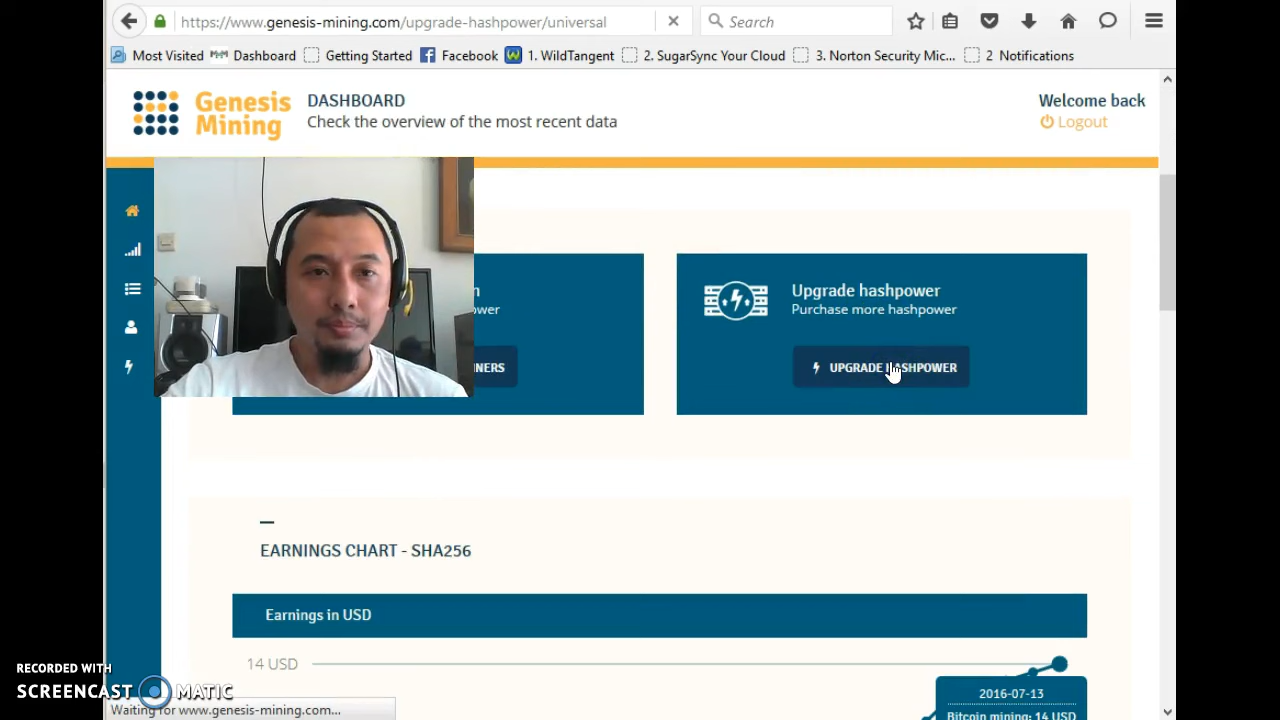 https://www.genesis-mining.com/upgrade-hashpower/universal
Search
Most Visited
Dashboard
Getting Started
Facebook
1. WildTangent
2. SugarSync Your Cloud
3. Norton Security Mic...
2 Notifications
Genesis Mining
DASHBOARD
Check the overview of the most recent data
Welcome back
Logout
Upgrade hashpower
Purchase more hashpower
UPGRADE HASHPOWER
EARNINGS CHART - SHA256
Earnings in USD
14 USD
2016-07-13
Bitcoin mining: 14 USD
RECORDED WITH
SCREENCAST MATIC
Waiting for www.genesis-mining.com...